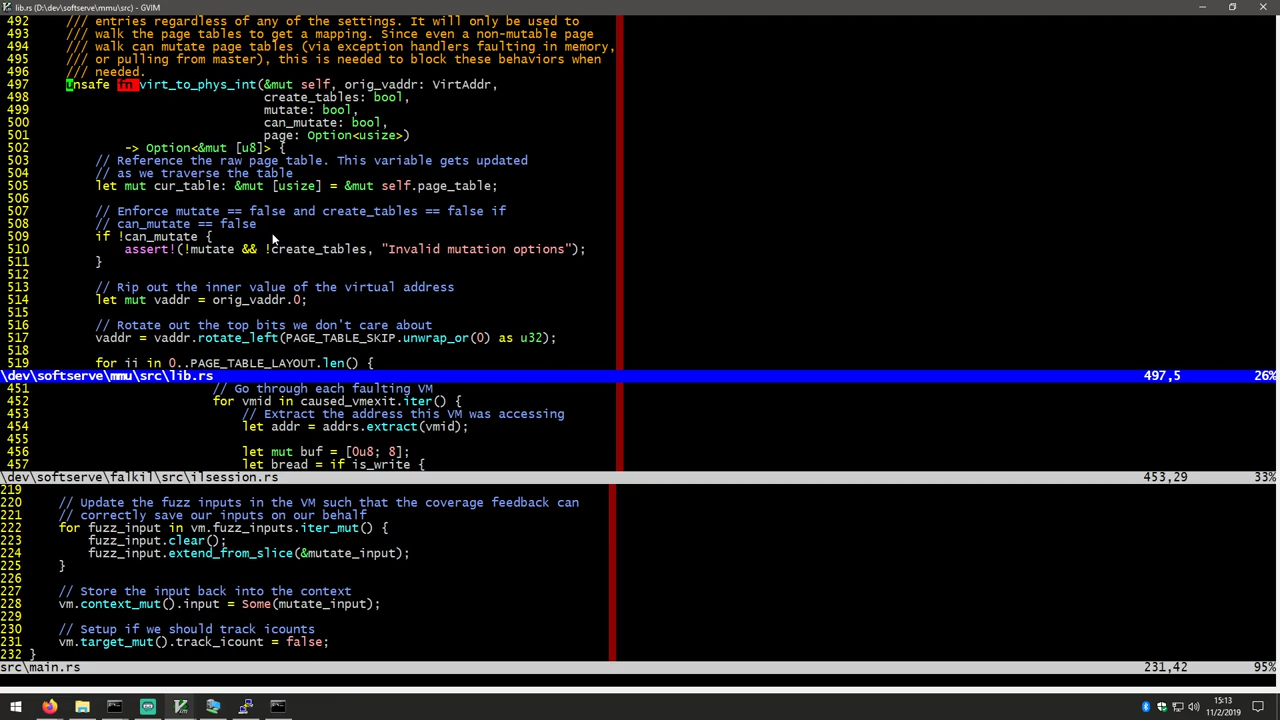 lib.rs (D:\dev\softserve\mmu\src) - GVIM
492 /// entries regardless of any of the settings. It will only be used to
493 /// walk the page tables to get a mapping. Since even a non-mutable page
494 /// walk can mutate page tables (via exception handlers faulting in memory,
495 /// or pulling from master), this is needed to block these behaviors when
496 /// needed.
497 unsafe fn virt_to_phys_int(&mut self, orig_vaddr: VirtAddr,
498 create_tables: bool,
499 mutate: bool,
500 can_mutate: bool,
501 page: Option<usize>)
502 -> Option<&mut [u8]> {
503 // Reference the raw page table. This variable gets updated
504 // as we traverse the table
505 let mut cur_table: &mut [usize] = &mut self.page_table;
506
507 // Enforce mutate == false and create_tables == false if
508 // can_mutate == false
509 if !can_mutate {
510 assert!(!mutate && !create_tables, "Invalid mutation options");
511 }
512
513 // Rip out the inner value of the virtual address
514 let mut vaddr = orig_vaddr.0;
515
516 // Rotate out the top bits we don't care about
517 vaddr = vaddr.rotate_left(PAGE_TABLE_SKIP.unwrap_or(0) as u32);
518
519 for ii in 0..PAGE_TABLE_LAYOUT.len() {
\dev\softserve\mmu\src\lib.rs 497,5 26%
451 // Go through each faulting VM
452 for vmid in caused_vmexit.iter() {
453 // Extract the address this VM was accessing
454 let addr = addrs.extract(vmid);
455
456 let mut buf = [0u8; 8];
457 let bread = if is_write {
\dev\softserve\falkil\src\ilsession.rs 453,29 33%
219
220 // Update the fuzz inputs in the VM such that the coverage feedback can
221 // correctly save our inputs on our behalf
222 for fuzz_input in vm.fuzz_inputs.iter_mut() {
223 fuzz_input.clear();
224 fuzz_input.extend_from_slice(&mutate_input);
225 }
226
227 // Store the input back into the context
228 vm.context_mut().input = Some(mutate_input);
229
230 // Setup if we should track icounts
231 vm.target_mut().track_icount = false;
232 }
src\main.rs 231,42 95%
15:13
11/2/2019